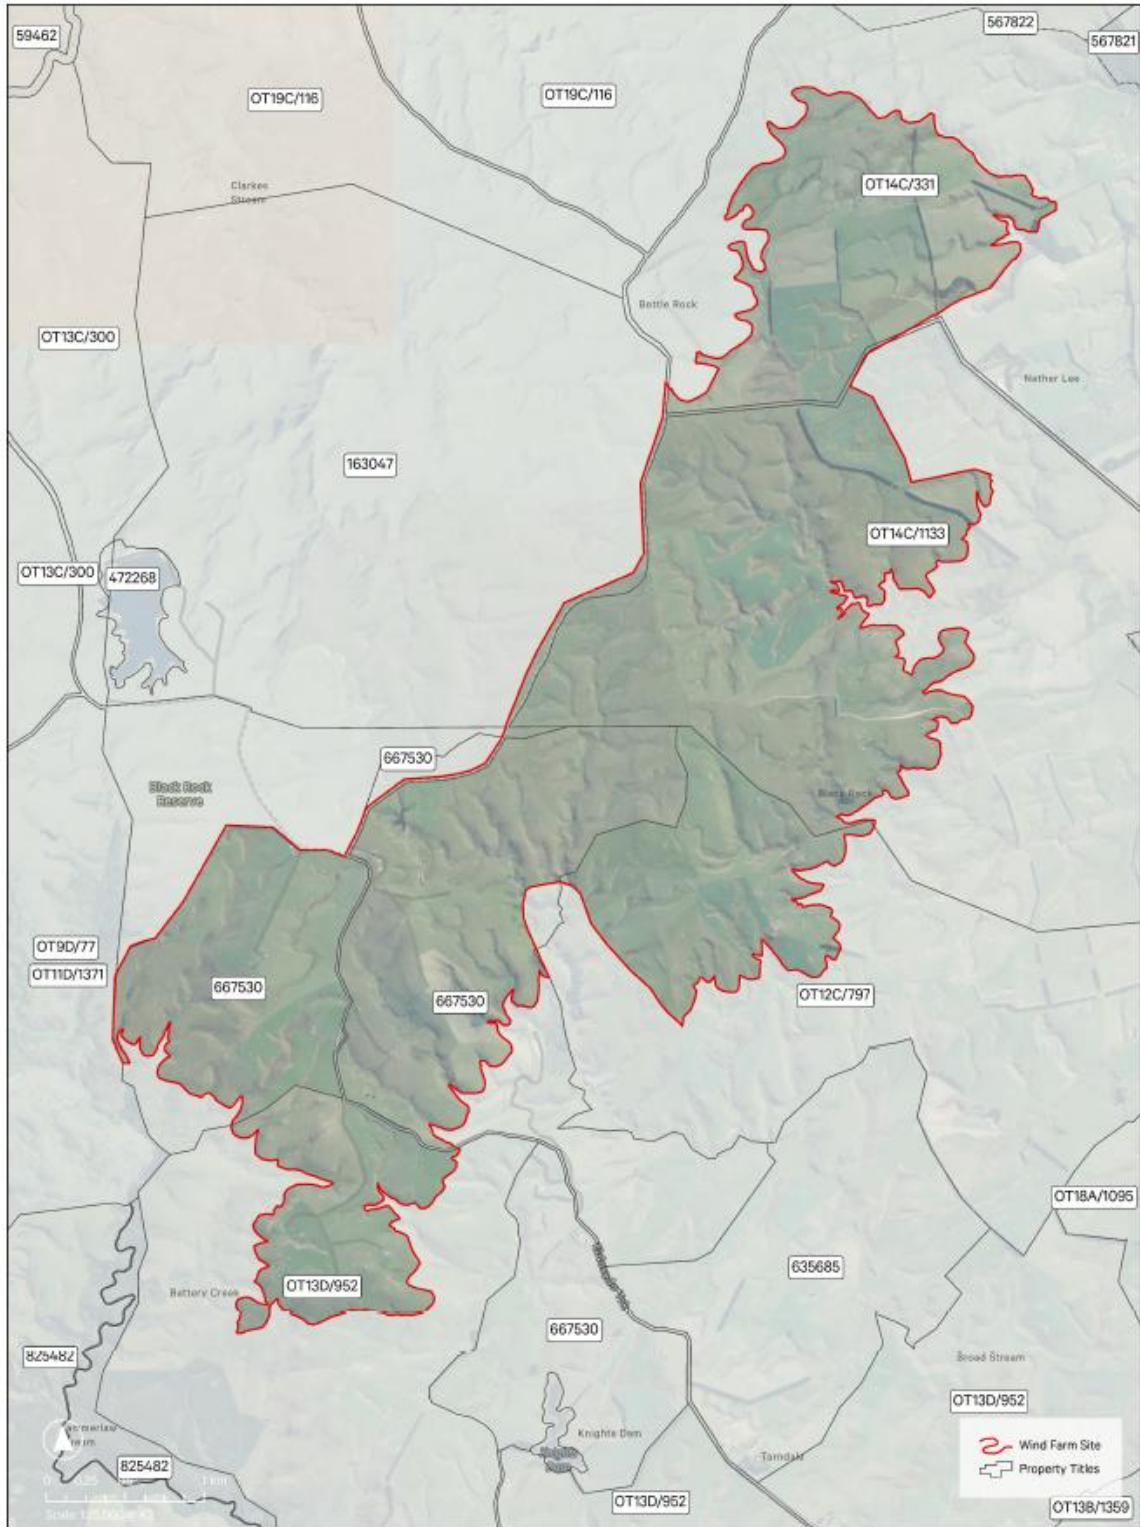 59462
567822
567821
OT19C/116
OT19C/116
Clarkes
Stream
OT14C/331
Bottle Rock
OT13C/300
Nether Lee
163047
OT14C/1133
OT13C/300
472268
667530
Black Rock
Reserve
Black Rock
OT9D/77
OT11D/1371
667530
667530
OT12C/797
OT18A/1095
635685
Battery Creek
OT13D/952
667530
825482
Broad Stream
OT13D/952
Knights Dam
Tarndale
825482
OT13D/952
Wind Farm Site
Property Titles
OT13B/1359
0
0.25
1 km